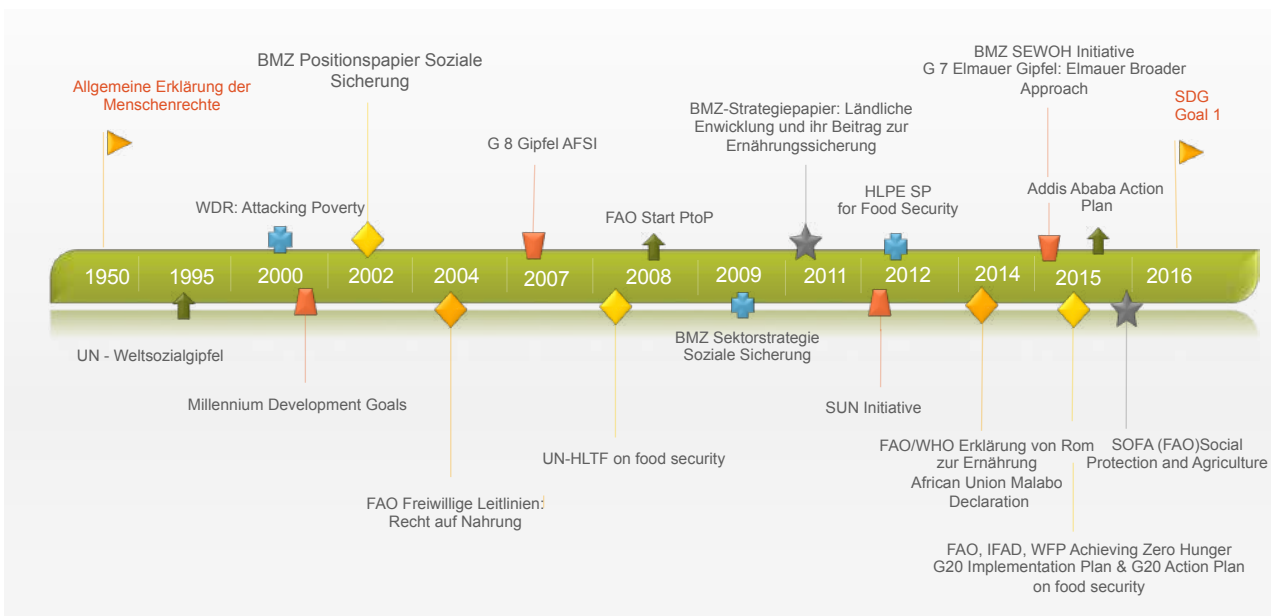 BMZ Positionspapier Soziale
Sicherung
Allgemeine Erklärung der
Menschenrechte
WDR: Attacking Poverty
G 8 Gipfel AFSI
FAO Start PtoP
BMZ-Strategiepapier: Ländliche
Enwicklung und ihr Beitrag zur
Ernährungssicherung
HLPE SP
for Food Security
BMZ SEWOH Initiative
G 7 Elmauer Gipfel: Elmauer Broader
Approach
Addis Ababa Action
Plan
SDG
Goal 1
1950 1995 2000 2002 2004 2007 2008 2009 2011 2012 2014 2015 2016
UN - Weltsozialgipfel
Millennium Development Goals
FAO Freiwillige Leitlinien:
Recht auf Nahrung
UN-HLTF on food security
BMZ Sektorstrategie
Soziale Sicherung
SUN Initiative
FAO/WHO Erklärung von Rom
zur Ernährung
African Union Malabo
Declaration
FAO, IFAD, WFP Achieving Zero Hunger
G20 Implementation Plan & G20 Action Plan
on food security
SOFA (FAO)Social
Protection and Agriculture